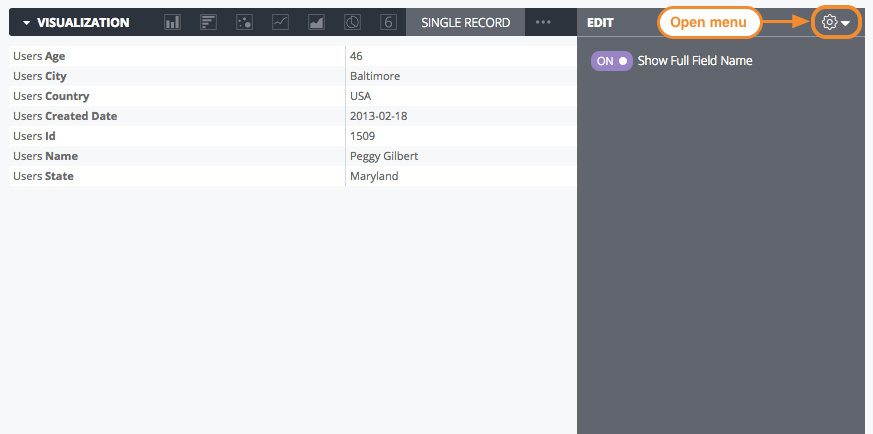 VISUALIZATION 6 SINGLE RECORD EDIT Open menu
ON Show Full Field Name
Users Age 46
Users City Baltimore
Users Country USA
Users Created Date 2013-02-18
Users Id 1509
Users Name Peggy Gilbert
Users State Maryland